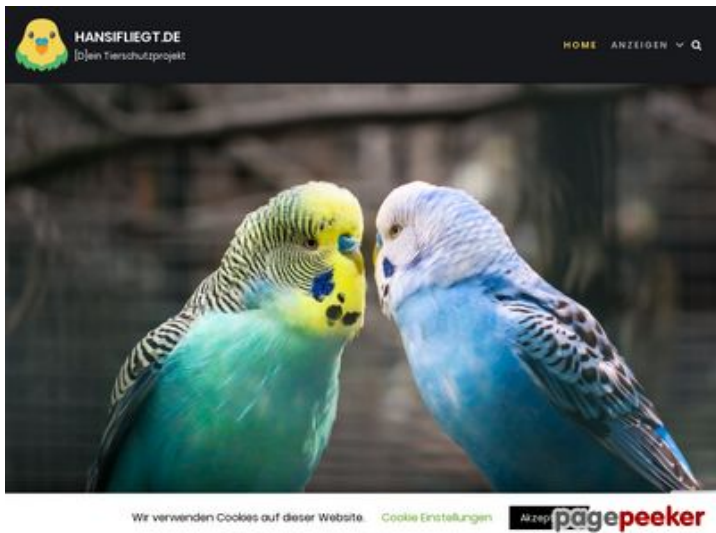 HANSIFLIEGT.DE
[D]ein Tierschutzprojekt
HOME ANZEIGEN
Wir verwenden Cookies auf dieser Website. Cookie Einstellungen
pagepeeker